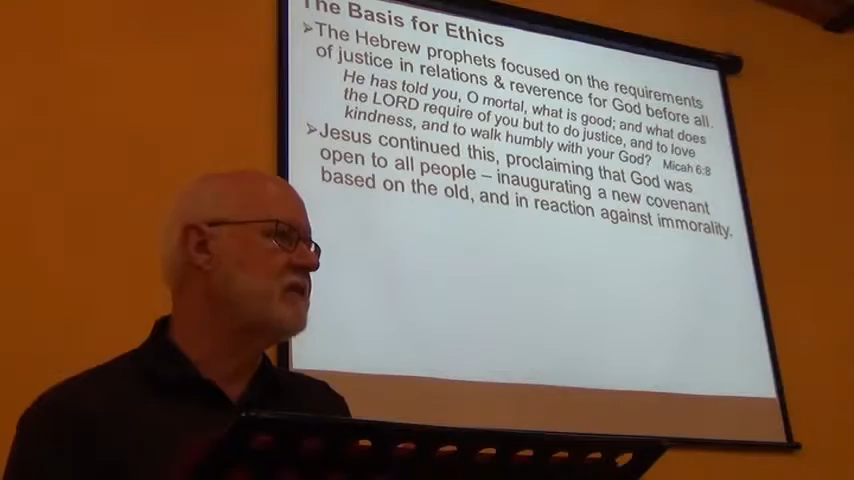 The Basis for Ethics
➢The Hebrew prophets focused on the requirements
of justice in relations & reverence for God before all.
He has told you, O mortal, what is good; and what does
the LORD require of you but to do justice, and to love
kindness, and to walk humbly with your God? Micah 6:8
➢Jesus continued this, proclaiming that God was
open to all people – inaugurating a new covenant
based on the old, and in reaction against immorality.